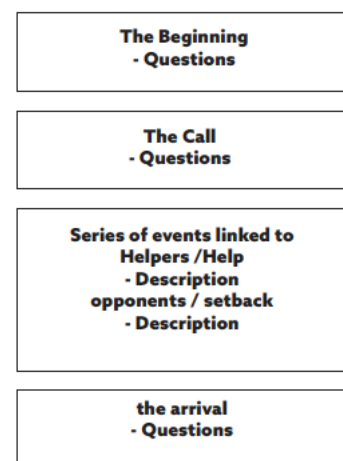 The Beginning
- Questions
The Call
- Questions
Series of events linked to
Helpers /Help
- Description
opponents / setback
- Description
the arrival
- Questions